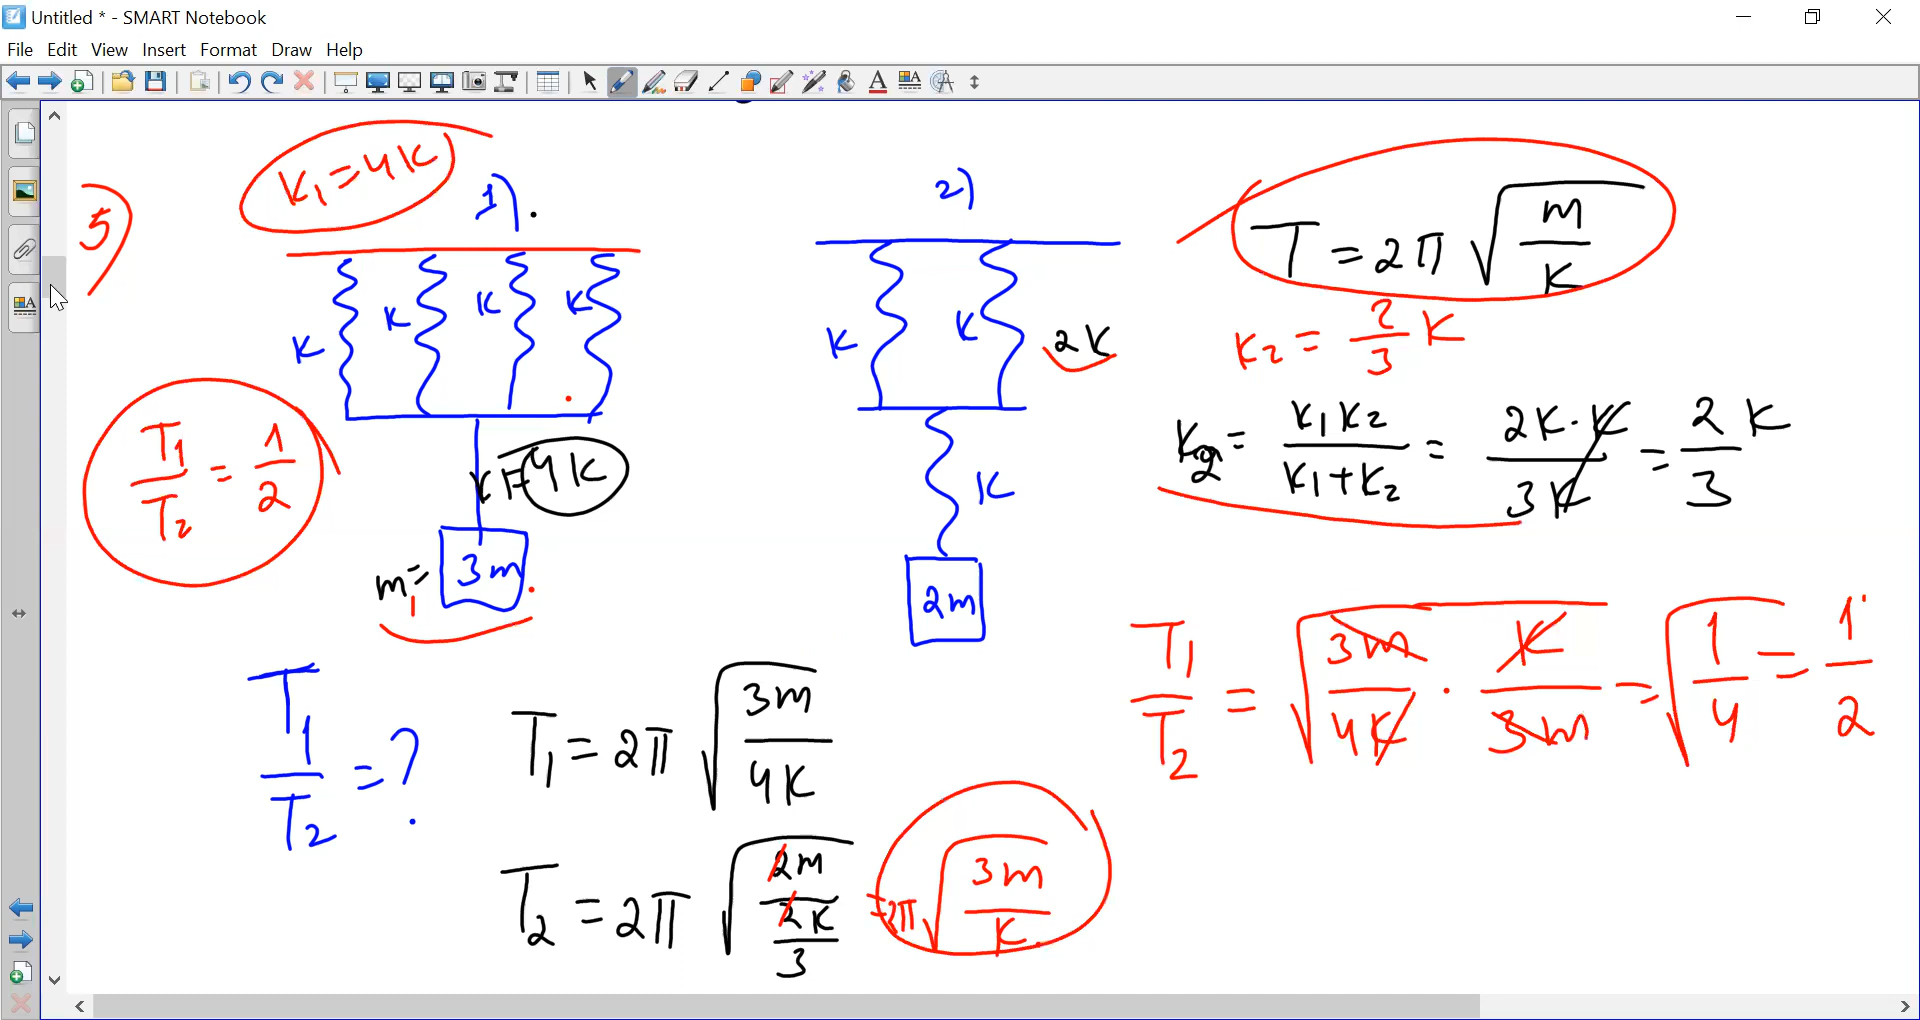 Untitled * - SMART Notebook
File Edit View Insert Format Draw Help
5)
K₁=4K
1)
K K K K
K=4K
m₁= 3m
T₁/T₂ = 1/2
2)
K K 2K
K
2m
T = 2π √(m/K)
K₂ = 2/3 K
K₂ = K₁K₂/(K₁+K₂) = 2K·K/3K = 2/3 K
T₁/T₂ = ?
T₁ = 2π √(3m/4K)
T₂ = 2π √(2m/(2K/3)) = 2π √(3m/K)
T₁/T₂ = √(3m/4K · K/3m) = √(1/4) = 1/2